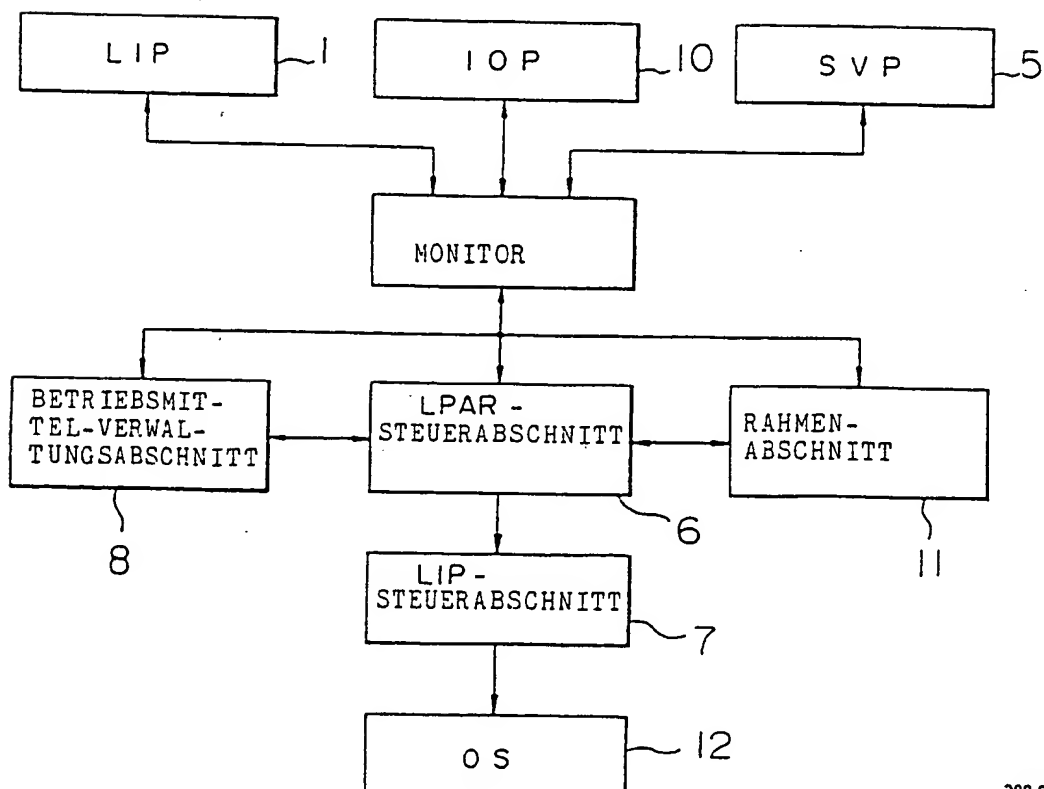 LIP
1
IOP
10
SVP
5
MONITOR
BETRIEBSMIT-
TEL-VERWAL-
TUNGSABSCHNITT
8
LPAR-
STEUERABSCHNITT
6
RAHMEN-
ABSCHNITT
11
LIP-
STEUERABSCHNITT
7
OS
12